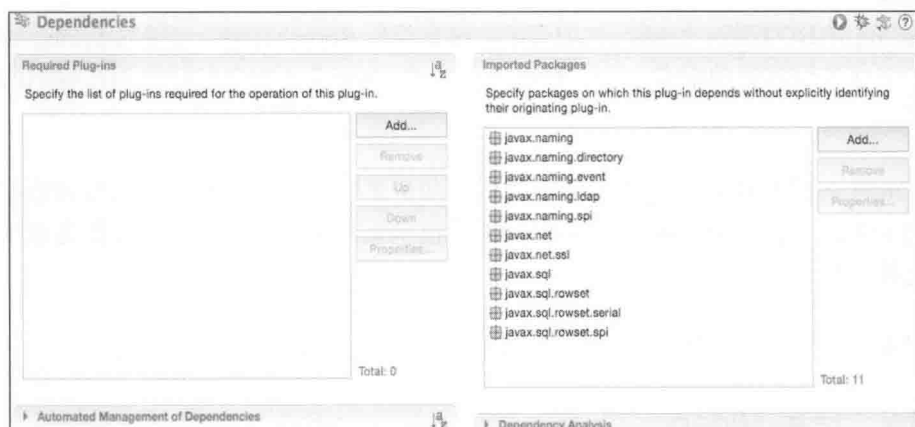 Dependencies
Required Plug-ins
Specify the list of plug-ins required for the operation of this plug-in.
Add...
Remove
Up
Down
Properties...
Total: 0
Automated Management of Dependencies
Imported Packages
Specify packages on which this plug-in depends without explicitly identifying
their originating plug-in.
javax.naming
javax.naming.directory
javax.naming.event
javax.naming.ldap
javax.naming.spi
javax.net
javax.net.ssl
javax.sql
javax.sql.rowset
javax.sql.rowset.serial
javax.sql.rowset.spi
Add...
Remove
Properties...
Total: 11
Dependency Analysis